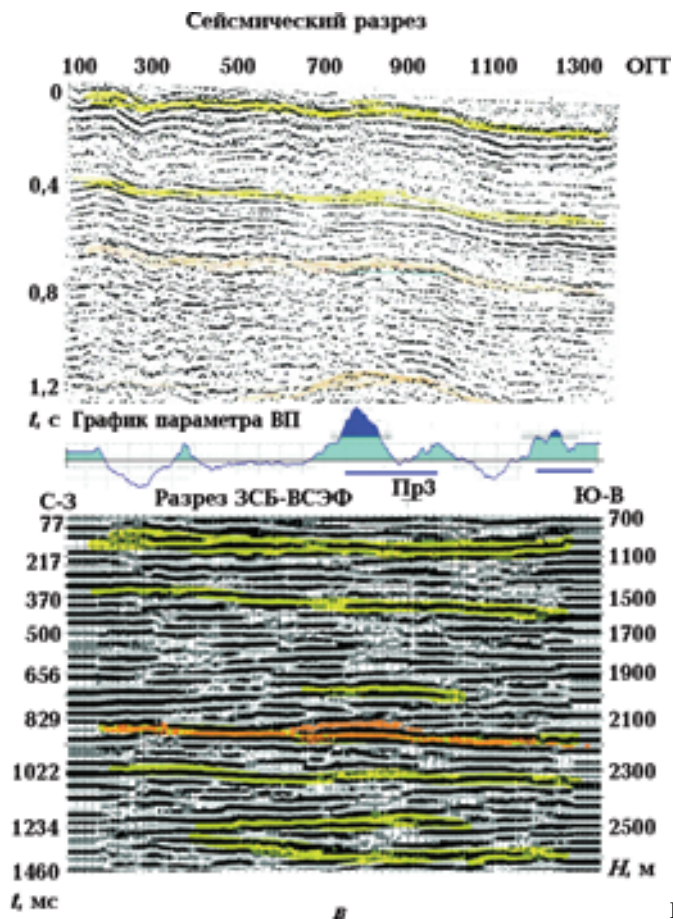 Сейсмический разрез
100 300 500 700 900 1100 1300 ОГТ
0
0,4
0,8
1,2
t, с График параметра ВП
С-З Разрез ЗСБ-ВСЭФ Пр3 Ю-В
77 700
217 1100
370 1500
500 1700
656 1900
829 2100
1022 2300
1234 2500
1460 H, м
t, мс
в